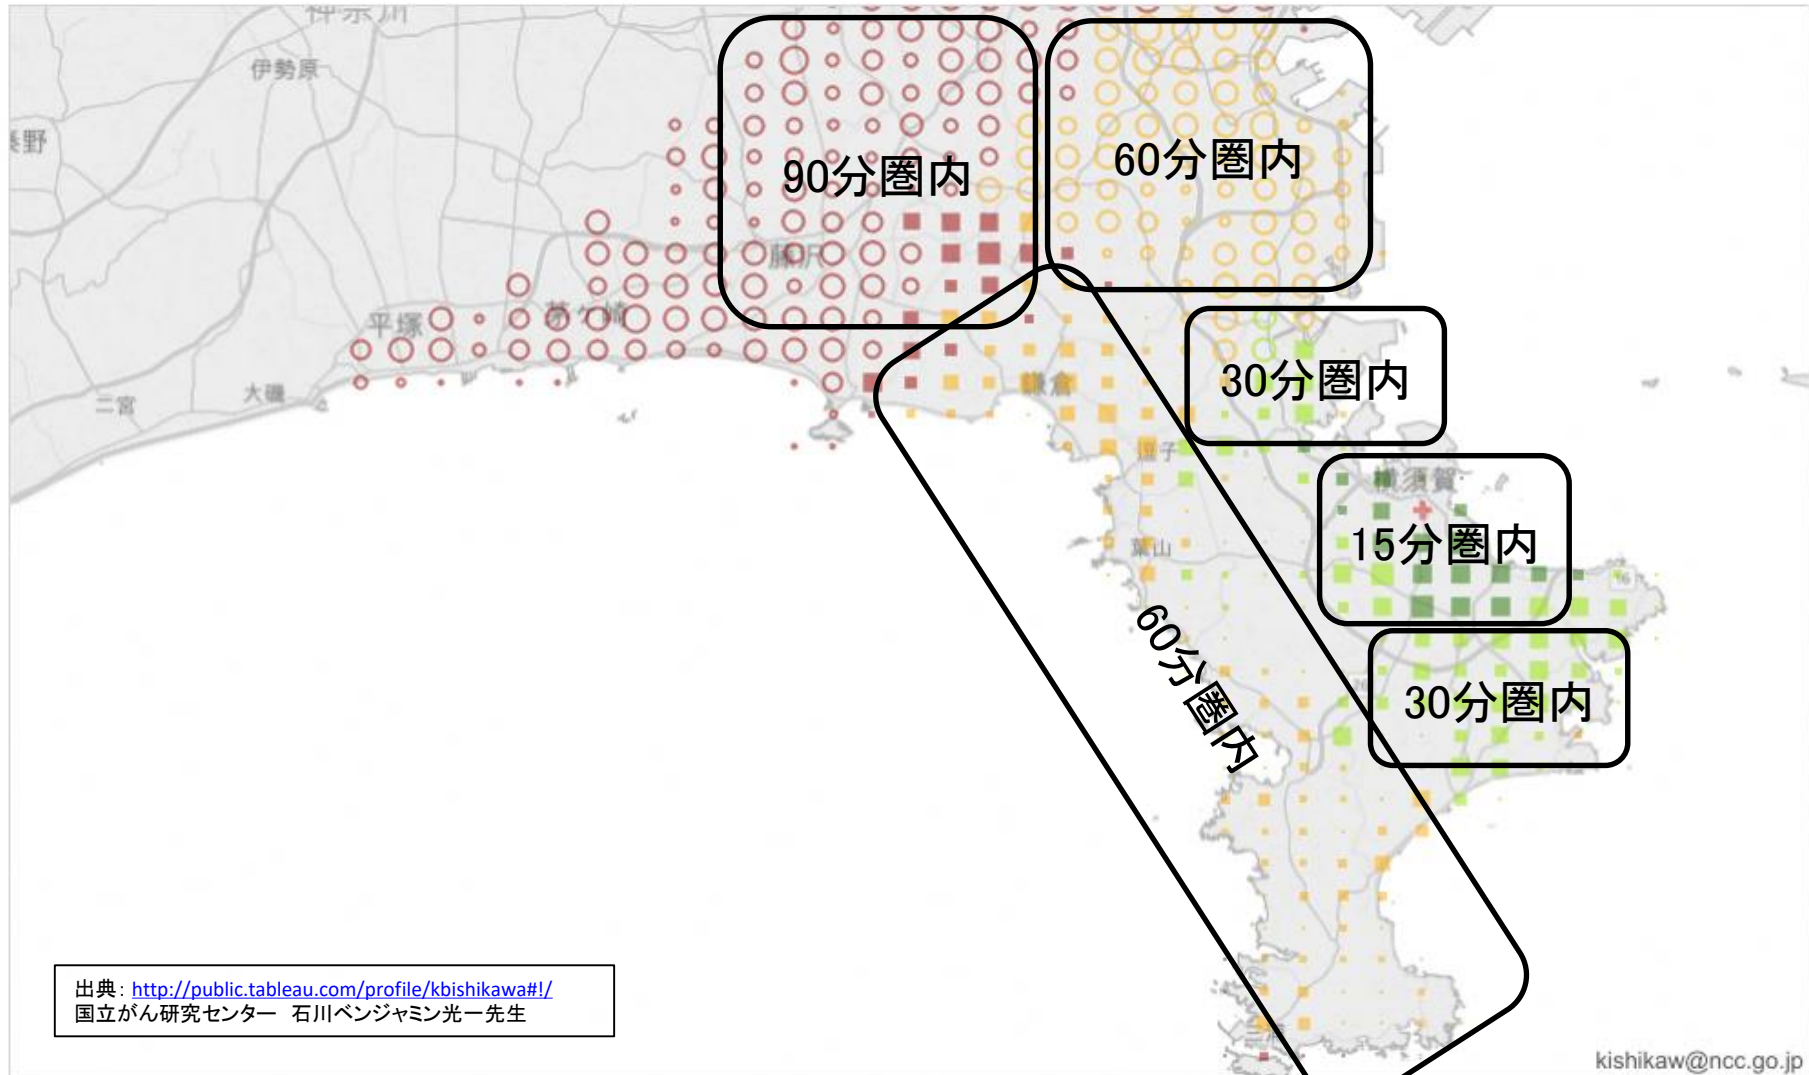 神奈川
伊勢原
秦野
90分圏内
60分圏内
藤沢
茅ヶ崎
平塚
大磯
二宮
鎌倉
30分圏内
逗子
横須賀
15分圏内
葉山
16
60分圏内
30分圏内
三浦
出典: http://public.tableau.com/profile/kbishikawa#!/
国立がん研究センター 石川ベンジャミン光一先生
kishikaw@ncc.go.jp